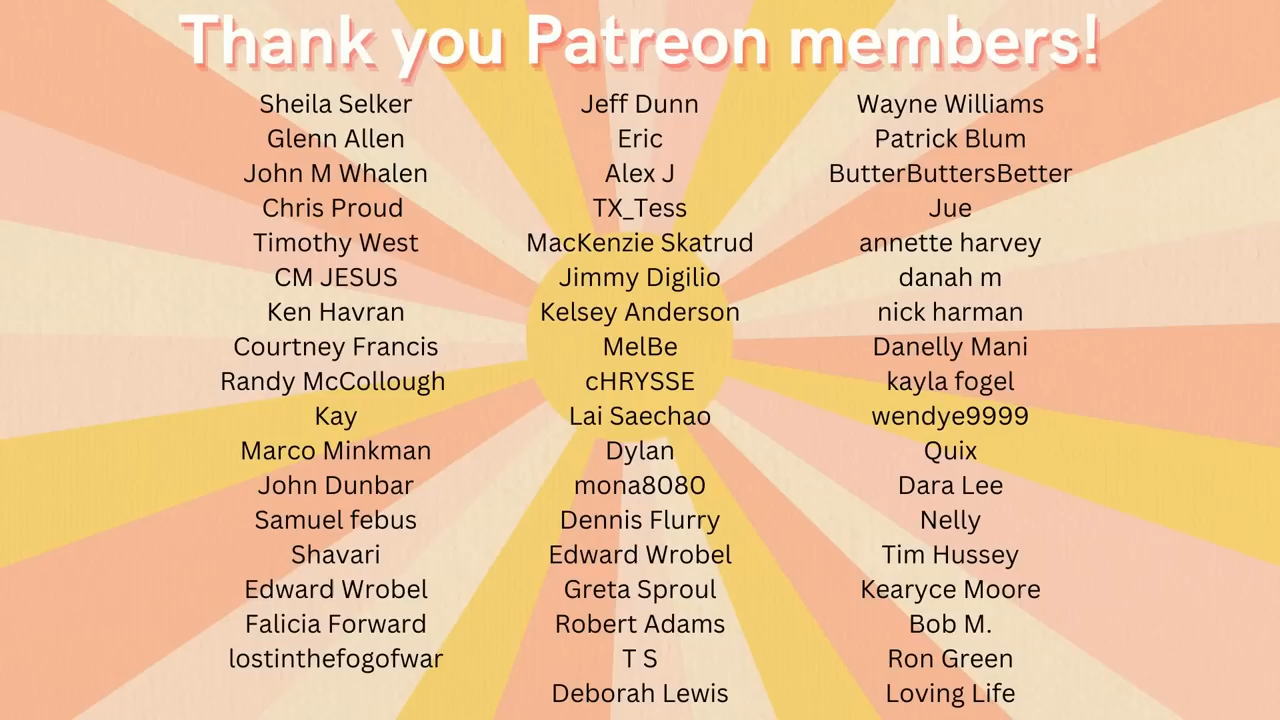 Thank you Patreon members!
Sheila Selker
Glenn Allen
John M Whalen
Chris Proud
Timothy West
CM JESUS
Ken Havran
Courtney Francis
Randy McCollough
Kay
Marco Minkman
John Dunbar
Samuel febus
Shavari
Edward Wrobel
Falicia Forward
lostinthefogofwar
Jeff Dunn
Eric
Alex J
TX_Tess
MacKenzie Skatrud
Jimmy Digilio
Kelsey Anderson
MelBe
cHRYSSE
Lai Saechao
Dylan
mona8080
Dennis Flurry
Edward Wrobel
Greta Sproul
Robert Adams
T S
Deborah Lewis
Wayne Williams
Patrick Blum
ButterButtersBetter
Jue
annette harvey
danah m
nick harman
Danelly Mani
kayla fogel
wendye9999
Quix
Dara Lee
Nelly
Tim Hussey
Kearyce Moore
Bob M.
Ron Green
Loving Life